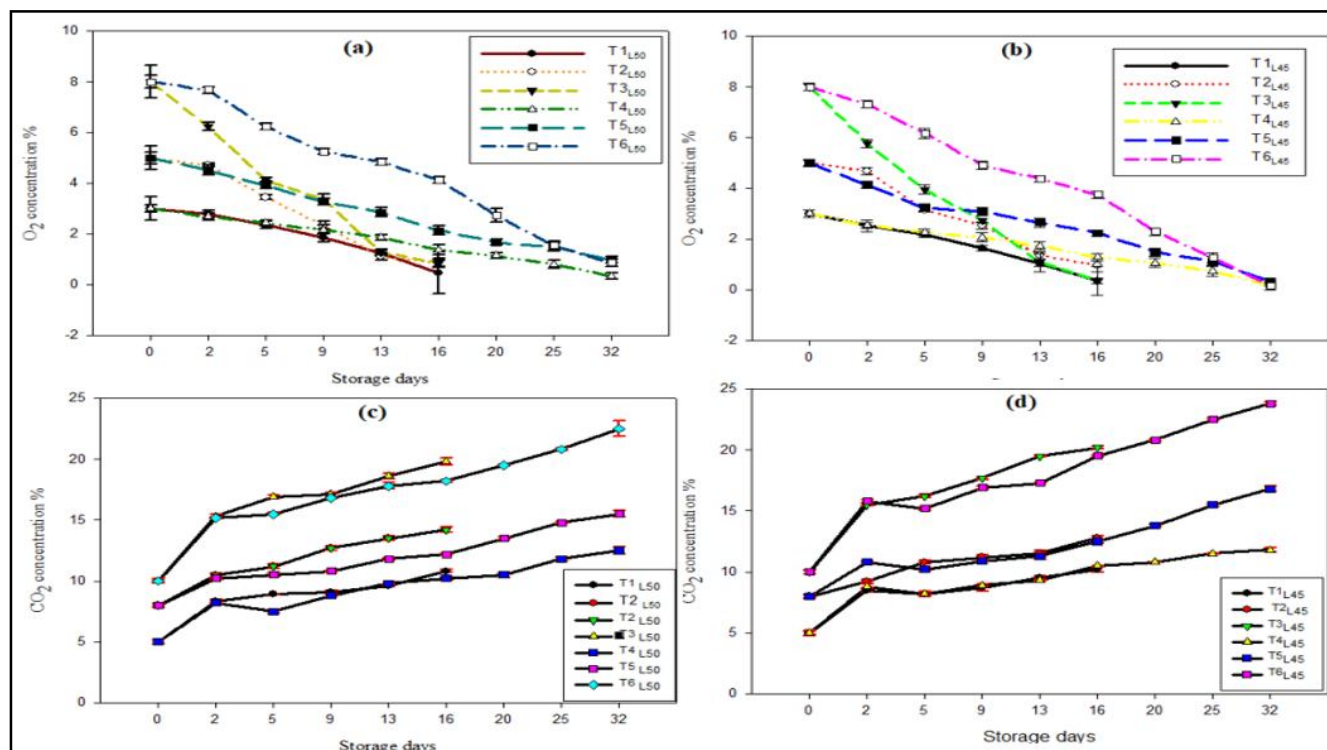 (a)
T1L50
T2L50
T3L50
T4L50
T5L50
T6L50
O2 concentration %
10
8
6
4
2
0
-2
0 2 5 9 13 16 20 25 32
Storage days
(b)
T1L45
T2L45
T3L45
T4L45
T5L45
T6L45
O2 concentration %
10
8
6
4
2
0
-2
0 2 5 9 13 16 20 25 32
(c)
CO2 concentration %
25
20
15
10
5
0
T1 L50
T2 L50
T2 L50
T3 L50
T4 L50
T5 L50
T6 L50
0 2 5 9 13 16 20 25 32
Storage days
(d)
CO2 concentration %
25
20
15
10
5
0
T1L45
T2L45
T3L45
T4L45
T5L45
T6L45
0 2 5 9 13 16 20 25 32
Storage days